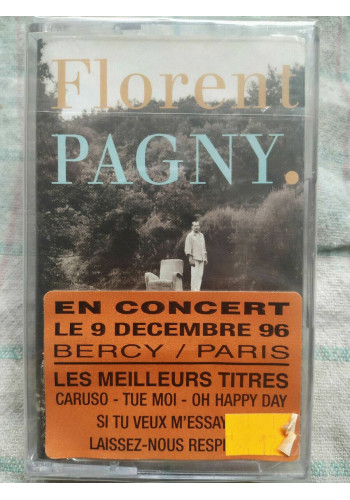 Florent
PAGNY.
EN CONCERT
LE 9 DECEMBRE 96
BERCY / PARIS
LES MEILLEURS TITRES
CARUSO - TUE MOI - OH HAPPY DAY
SI TU VEUX M'ESSAY
LAISSEZ-NOUS RESP